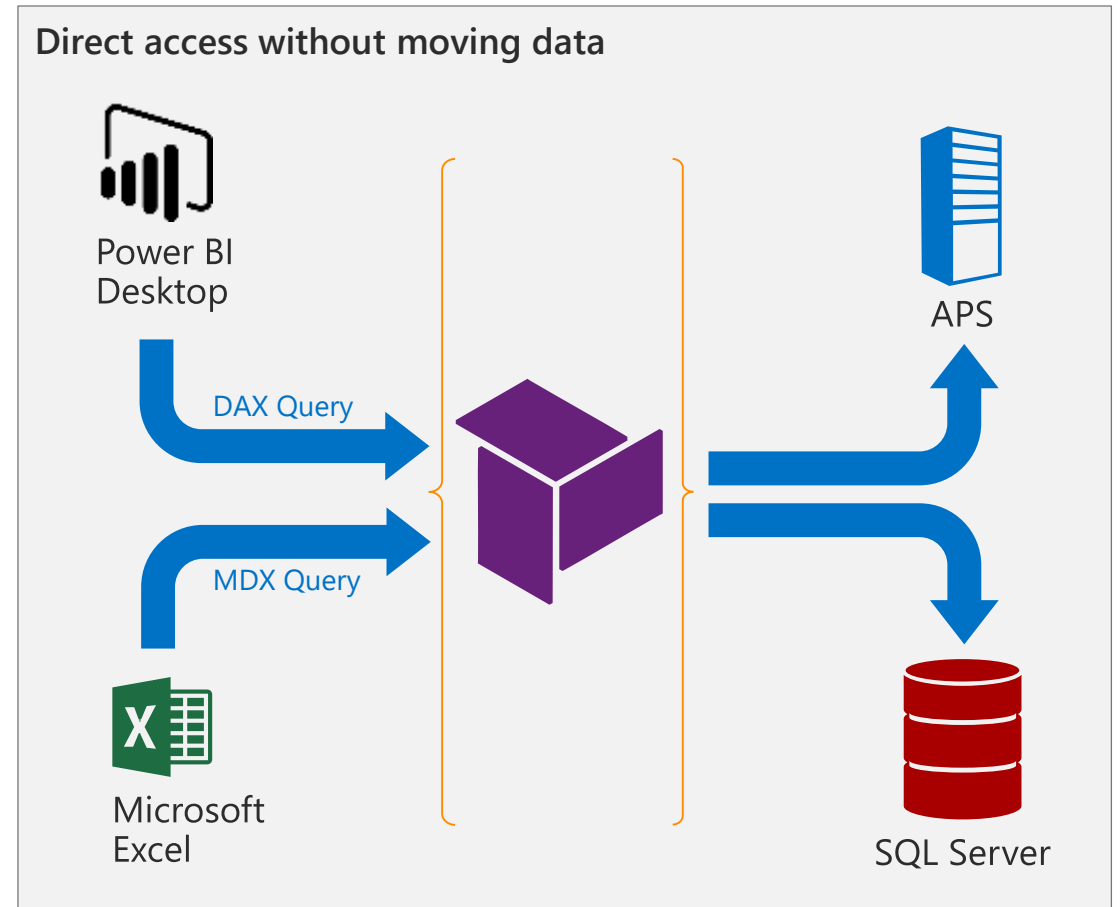 Direct access without moving data
Power BI
Desktop
APS
DAX Query
MDX Query
X
Microsoft
Excel
SQL Server